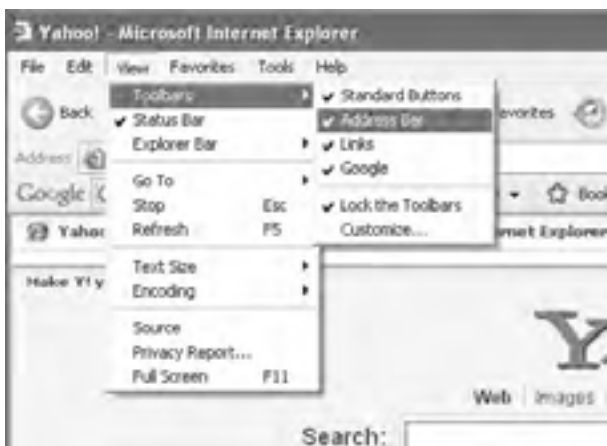 Yahoo! - Microsoft Internet Explorer
File Edit View Favorites Tools Help
Back
Toolbars
Standard Buttons
avorites
Status Bar
Address Bar
Explorer Bar
Links
Address
Google
Google
Go To
Stop Esc
Lock the Toolbars
Boo
Refresh F5
Customize...
Yahoo
rnet Explorer
Text Size
Make Y! y
Encoding
Source
Privacy Report...
Full Screen F11
Y
Web Images
Search: